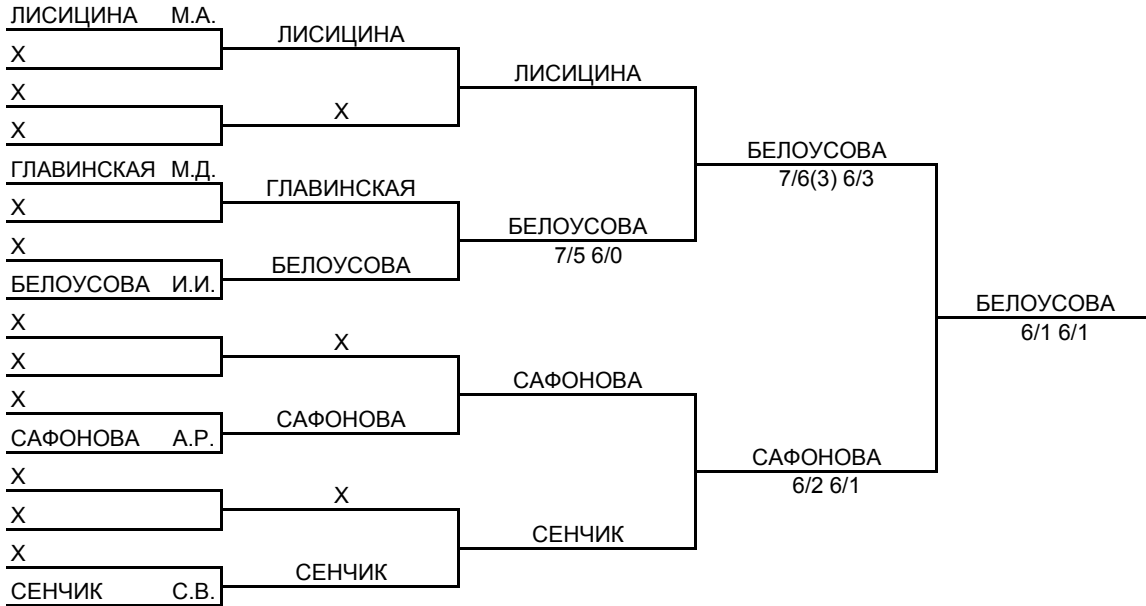 ЛИСИЦИНА М.А.
X
X
X
ГЛАВИНСКАЯ М.Д.
X
X
БЕЛОУСОВА И.И.
X
X
X
САФОНОВА А.Р.
X
X
X
СЕНЧИК С.В.
ЛИСИЦИНА
X
ГЛАВИНСКАЯ
БЕЛОУСОВА
X
САФОНОВА
X
СЕНЧИК
ЛИСИЦИНА
БЕЛОУСОВА
7/5 6/0
САФОНОВА
СЕНЧИК
БЕЛОУСОВА
7/6(3) 6/3
САФОНОВА
6/2 6/1
БЕЛОУСОВА
6/1 6/1